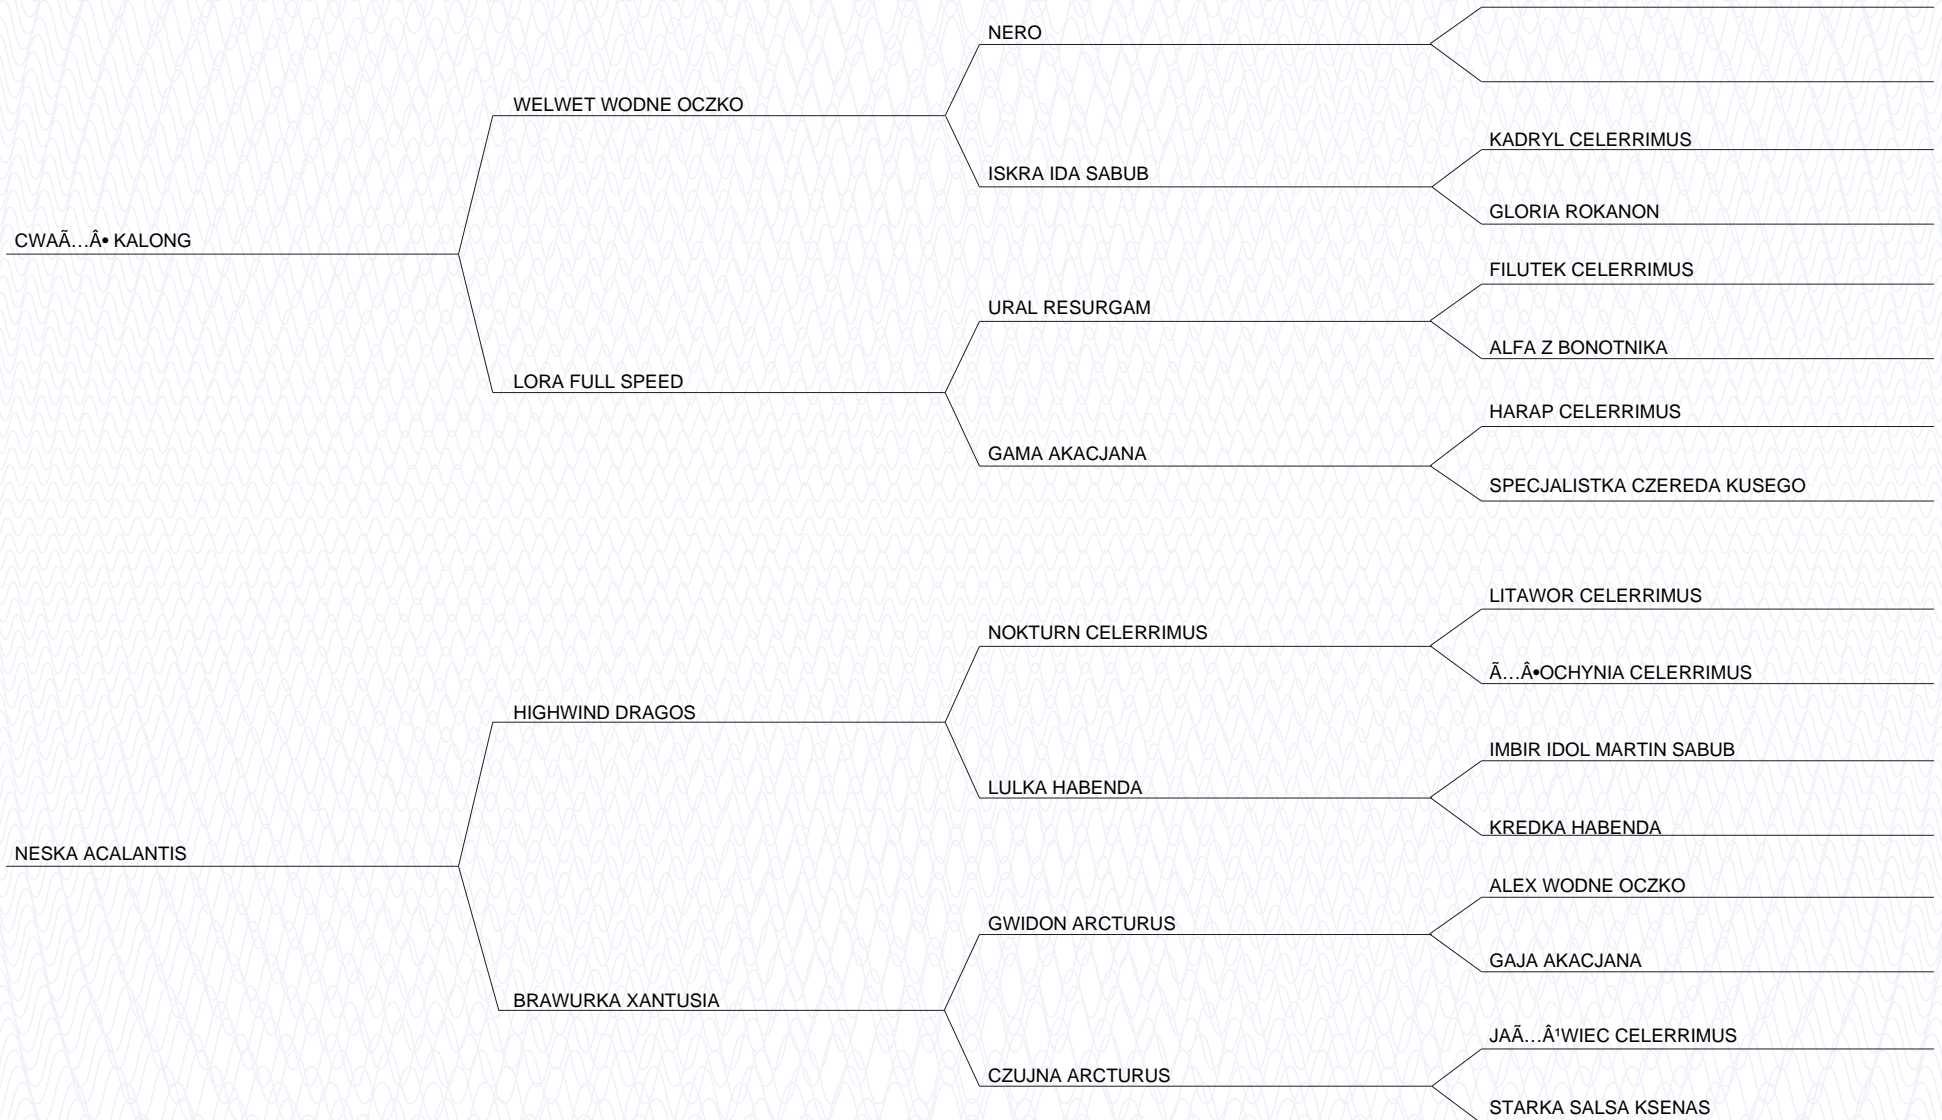 NERO
WELWET WODNE OCZKO
KADRYL CELERRIMUS
ISKRA IDA SABUB
GLORIA ROKANON
CWAÃ…Â• KALONG
FILUTEK CELERRIMUS
URAL RESURGAM
ALFA Z BONOTNIKA
LORA FULL SPEED
HARAP CELERRIMUS
GAMA AKACJANA
SPECJALISTKA CZEREDA KUSEGO
LITAWOR CELERRIMUS
NOKTURN CELERRIMUS
Ã…Â•OCHYNIA CELERRIMUS
HIGHWIND DRAGOS
IMBIR IDOL MARTIN SABUB
LULKA HABENDA
KREDKA HABENDA
NESKA ACALANTIS
ALEX WODNE OCZKO
GWIDON ARCTURUS
GAJA AKACJANA
BRAWURKA XANTUSIA
JAÃ…Â¹WIEC CELERRIMUS
CZUJNA ARCTURUS
STARKA SALSA KSENAS